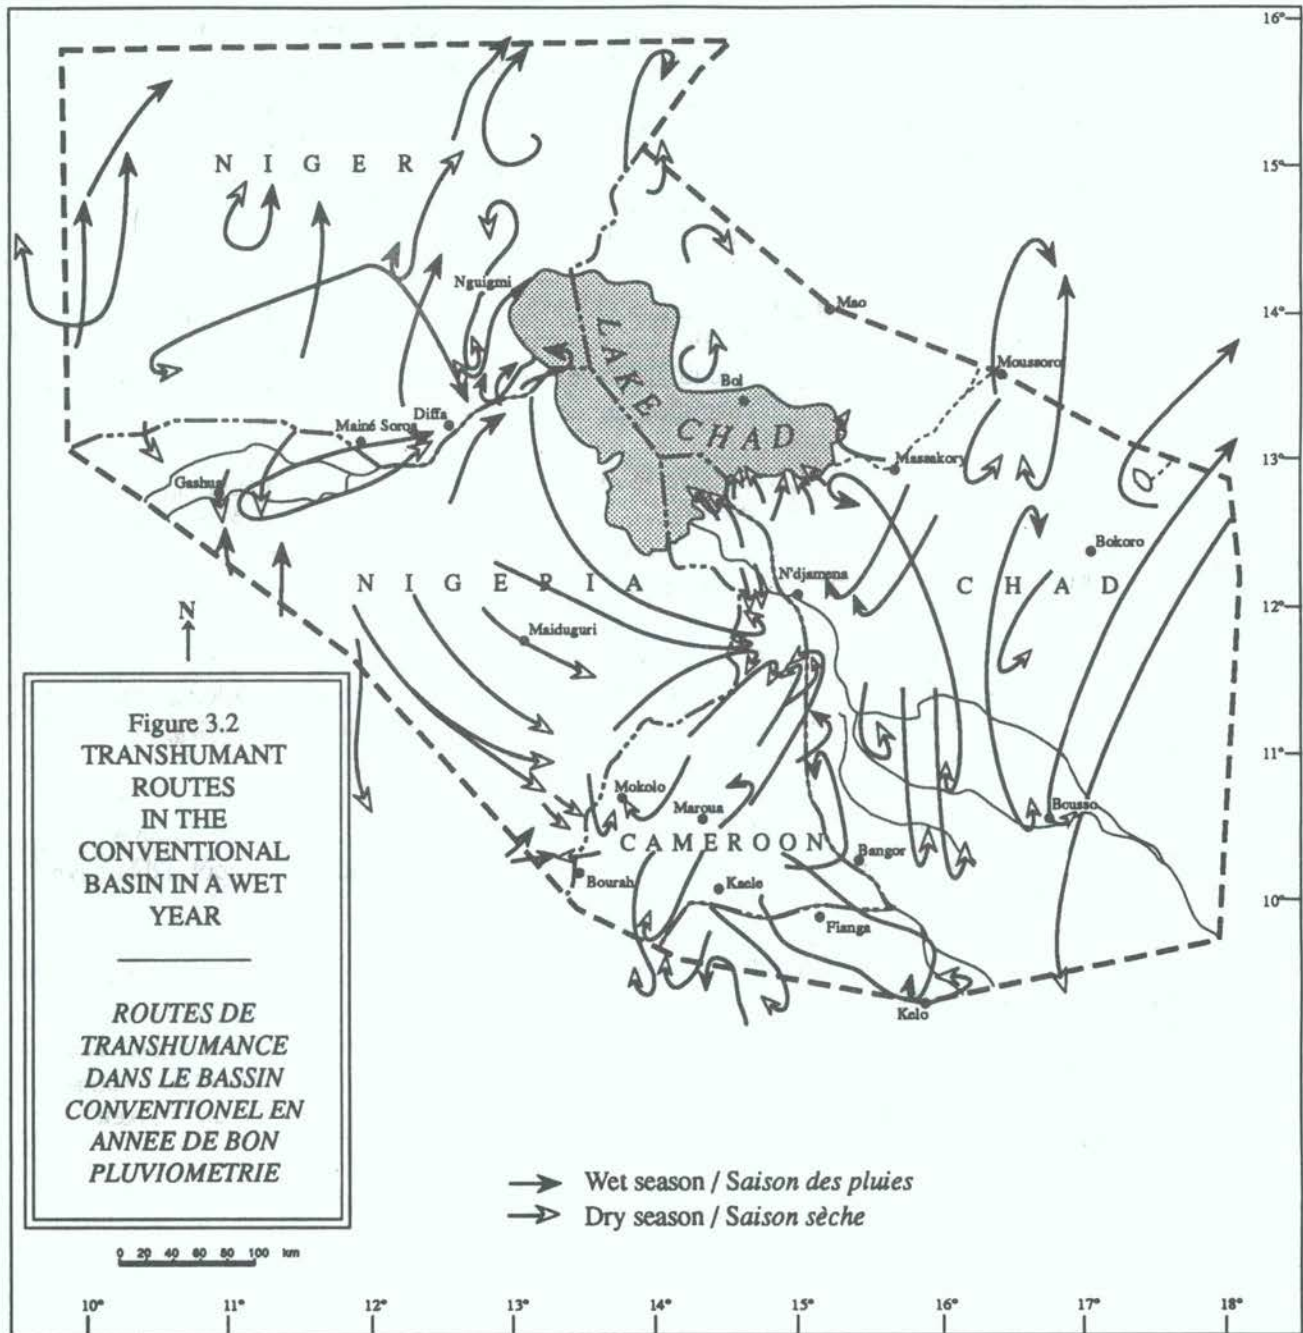 16°
15°
14°
13°
12°
11°
10°
NIGER
Nguigmi
Mao
LAKE CHAD
Bol
Moussoro
Massakory
Diffa
Mainé Soroa
Gashua
NIGERIA
N'djamena
Bokoro
CHAD
Maiduguri
N
Mokolo
Maroua
Bousso
CAMEROON
Bangor
Bourah
Kaele
Fianga
Kelo
Figure 3.2
TRANSHUMANT
ROUTES
IN THE
CONVENTIONAL
BASIN IN A WET
YEAR
ROUTES DE
TRANSHUMANCE
DANS LE BASSIN
CONVENTIONEL EN
ANNEE DE BON
PLUVIOMETRIE
Wet season / Saison des pluies
Dry season / Saison sèche
0 20 40 60 80 100 km
10° 11° 12° 13° 14° 15° 16° 17° 18°